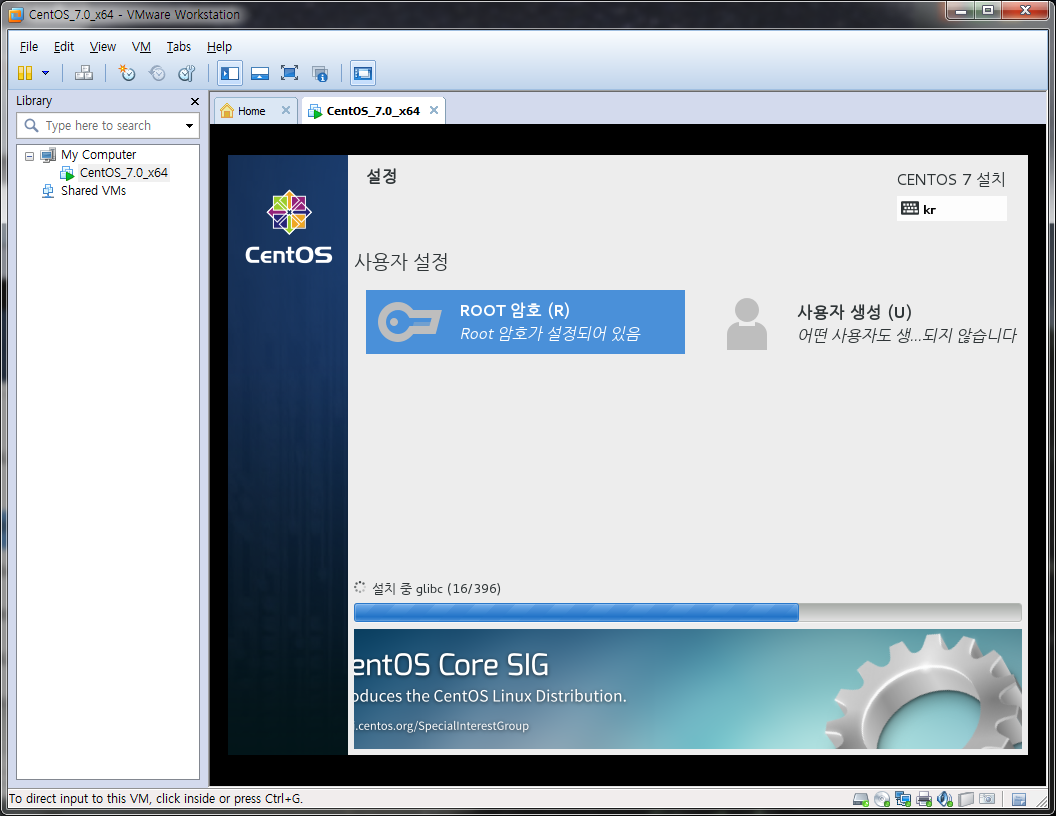 CentOS_7.0_x64 - VMware Workstation
File Edit View VM Tabs Help
Library
Type here to search
My Computer
CentOS_7.0_x64
Shared VMs
Home
CentOS_7.0_x64
CentOS
설정
CENTOS 7 설치
kr
사용자 설정
ROOT 암호 (R)
Root 암호가 설정되어 있음
사용자 생성 (U)
어떤 사용자도 생...되지 않습니다
설치 중 glibc (16/396)
entOS Core SIG
oduces the CentOS Linux Distribution.
i.centos.org/SpecialInterestGroup
To direct input to this VM, click inside or press Ctrl+G.